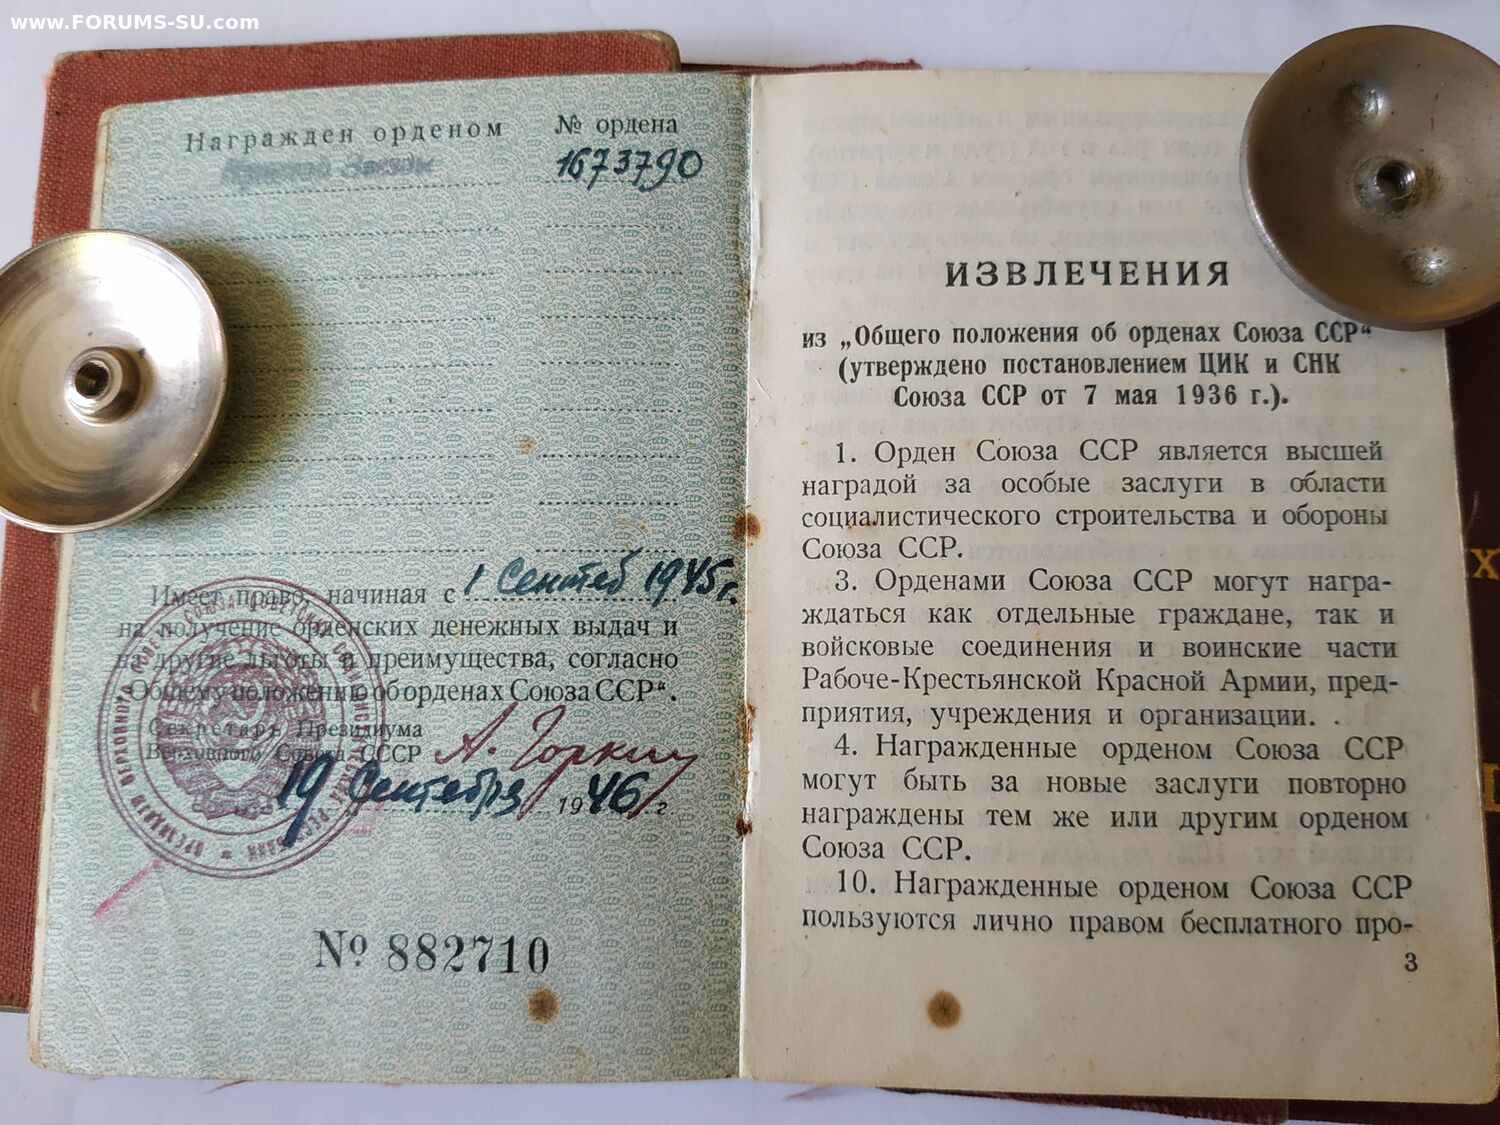 www.FORUMS-SU.com
Награжден орденом
№ ордена
Красной Звезды
1673790
Имеет право, начиная с 1 Сентяб 1945 г.
на получение орденских денежных выдач и
на другие льготы и преимущества, согласно
„Общему положению об орденах Союза ССР“.
Секретарь Президиума
Верховного Совета СССР А. Горкин
19 Сентября 1946 г
№ 882710
ИЗВЛЕЧЕНИЯ
из „Общего положения об орденах Союза ССР“
(утверждено постановлением ЦИК и СНК
Союза ССР от 7 мая 1936 г.).
1. Орден Союза ССР является высшей
наградой за особые заслуги в области
социалистического строительства и обороны
Союза ССР.
3. Орденами Союза ССР могут награ-
ждаться как отдельные граждане, так и
войсковые соединения и воинские части
Рабоче-Крестьянской Красной Армии, пред-
приятия, учреждения и организации. .
4. Награжденные орденом Союза ССР
могут быть за новые заслуги повторно
награждены тем же или другим орденом
Союза ССР.
10. Награжденные орденом Союза ССР
пользуются лично правом бесплатного про-
3